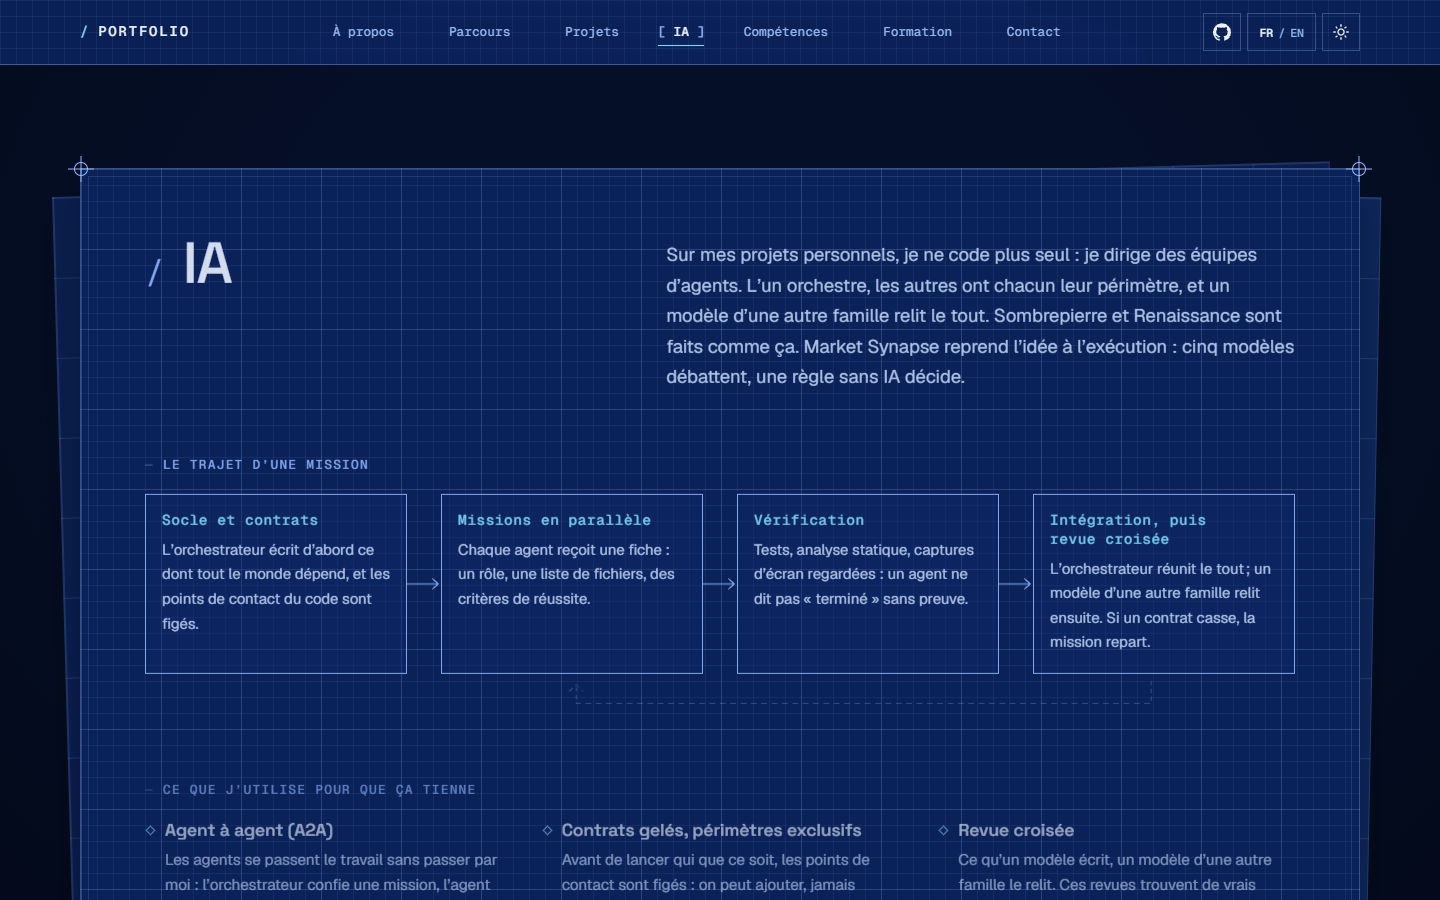 / PORTFOLIO
À propos
Parcours
Projets
[ IA ]
Compétences
Formation
Contact
FR / EN
/ IA
Sur mes projets personnels, je ne code plus seul : je dirige des équipes
d’agents. L’un orchestre, les autres ont chacun leur périmètre, et un
modèle d’une autre famille relit le tout. Sombrepierre et Renaissance sont
faits comme ça. Market Synapse reprend l’idée à l’exécution : cinq modèles
débattent, une règle sans IA décide.
— LE TRAJET D’UNE MISSION
Socle et contrats
L’orchestrateur écrit d’abord ce
dont tout le monde dépend, et les
points de contact du code sont
figés.
Missions en parallèle
Chaque agent reçoit une fiche :
un rôle, une liste de fichiers, des
critères de réussite.
Vérification
Tests, analyse statique, captures
d’écran regardées : un agent ne
dit pas « terminé » sans preuve.
Intégration, puis
revue croisée
L’orchestrateur réunit le tout ; un
modèle d’une autre famille relit
ensuite. Si un contrat casse, la
mission repart.
— CE QUE J’UTILISE POUR QUE ÇA TIENNE
Agent à agent (A2A)
Les agents se passent le travail sans passer par
moi : l’orchestrateur confie une mission, l’agent
Contrats gelés, périmètres exclusifs
Avant de lancer qui que ce soit, les points de
contact sont figés : on peut ajouter, jamais
Revue croisée
Ce qu’un modèle écrit, un modèle d’une autre
famille le relit. Ces revues trouvent de vrais